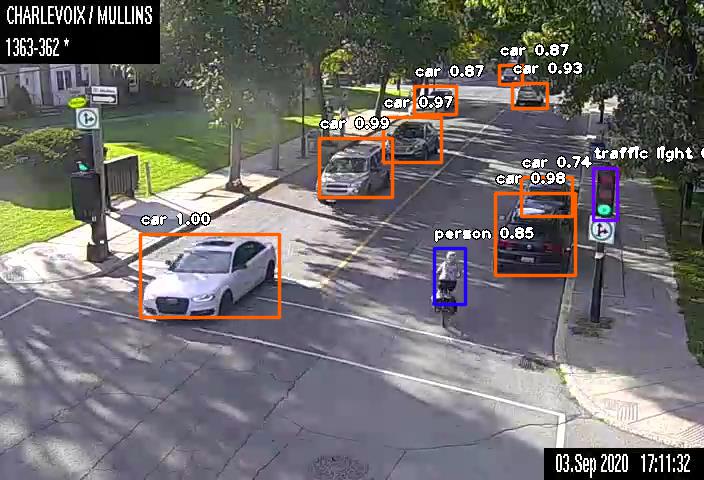 CHARLEVOIX / MULLINS
1363-362 *
car 0.87
car 0.87
car 0.93
car 0.97
car 0.99
car 0.74
traffic light
car 0.98
car 1.00
person 0.85
03.Sep 2020 17:11:32